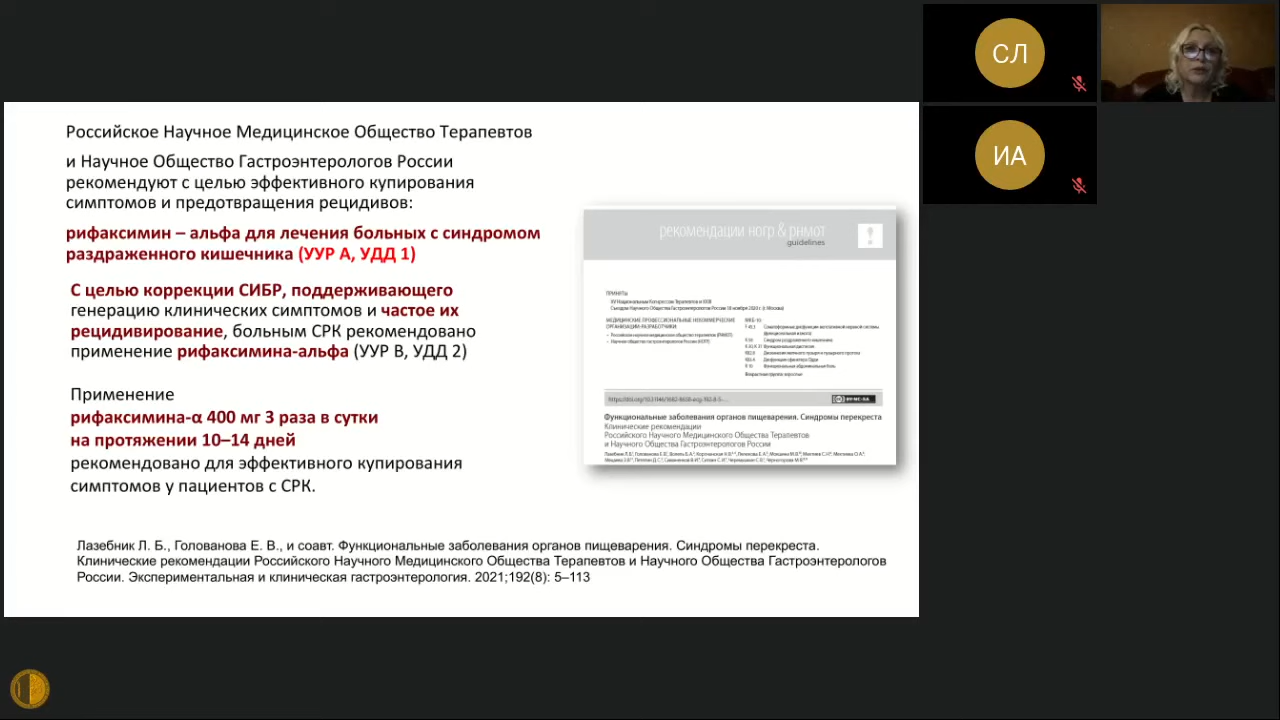 СЛ
ИА
Российское Научное Медицинское Общество Терапевтов
и Научное Общество Гастроэнтерологов России
рекомендуют с целью эффективного купирования
симптомов и предотвращения рецидивов:
рифаксимин – альфа для лечения больных с синдромом
раздраженного кишечника (УУР А, УДД 1)
С целью коррекции СИБР, поддерживающего
генерацию клинических симптомов и частое их
рецидивирование, больным СРК рекомендовано
применение рифаксимина-альфа (УУР В, УДД 2)
Применение
рифаксимина-α 400 мг 3 раза в сутки
на протяжении 10–14 дней
рекомендовано для эффективного купирования
симптомов у пациентов с СРК.
рекомендации ногр & рнмот
guidelines
Функциональные заболевания органов пищеварения. Синдромы перекреста
Клинические рекомендации
Российского Научного Медицинского Общества Терапевтов
и Научного Общества Гастроэнтерологов России
Лазебник Л. Б., Голованова Е. В., и соавт. Функциональные заболевания органов пищеварения. Синдромы перекреста.
Клинические рекомендации Российского Научного Медицинского Общества Терапевтов и Научного Общества Гастроэнтерологов
России. Экспериментальная и клиническая гастроэнтерология. 2021;192(8): 5–113